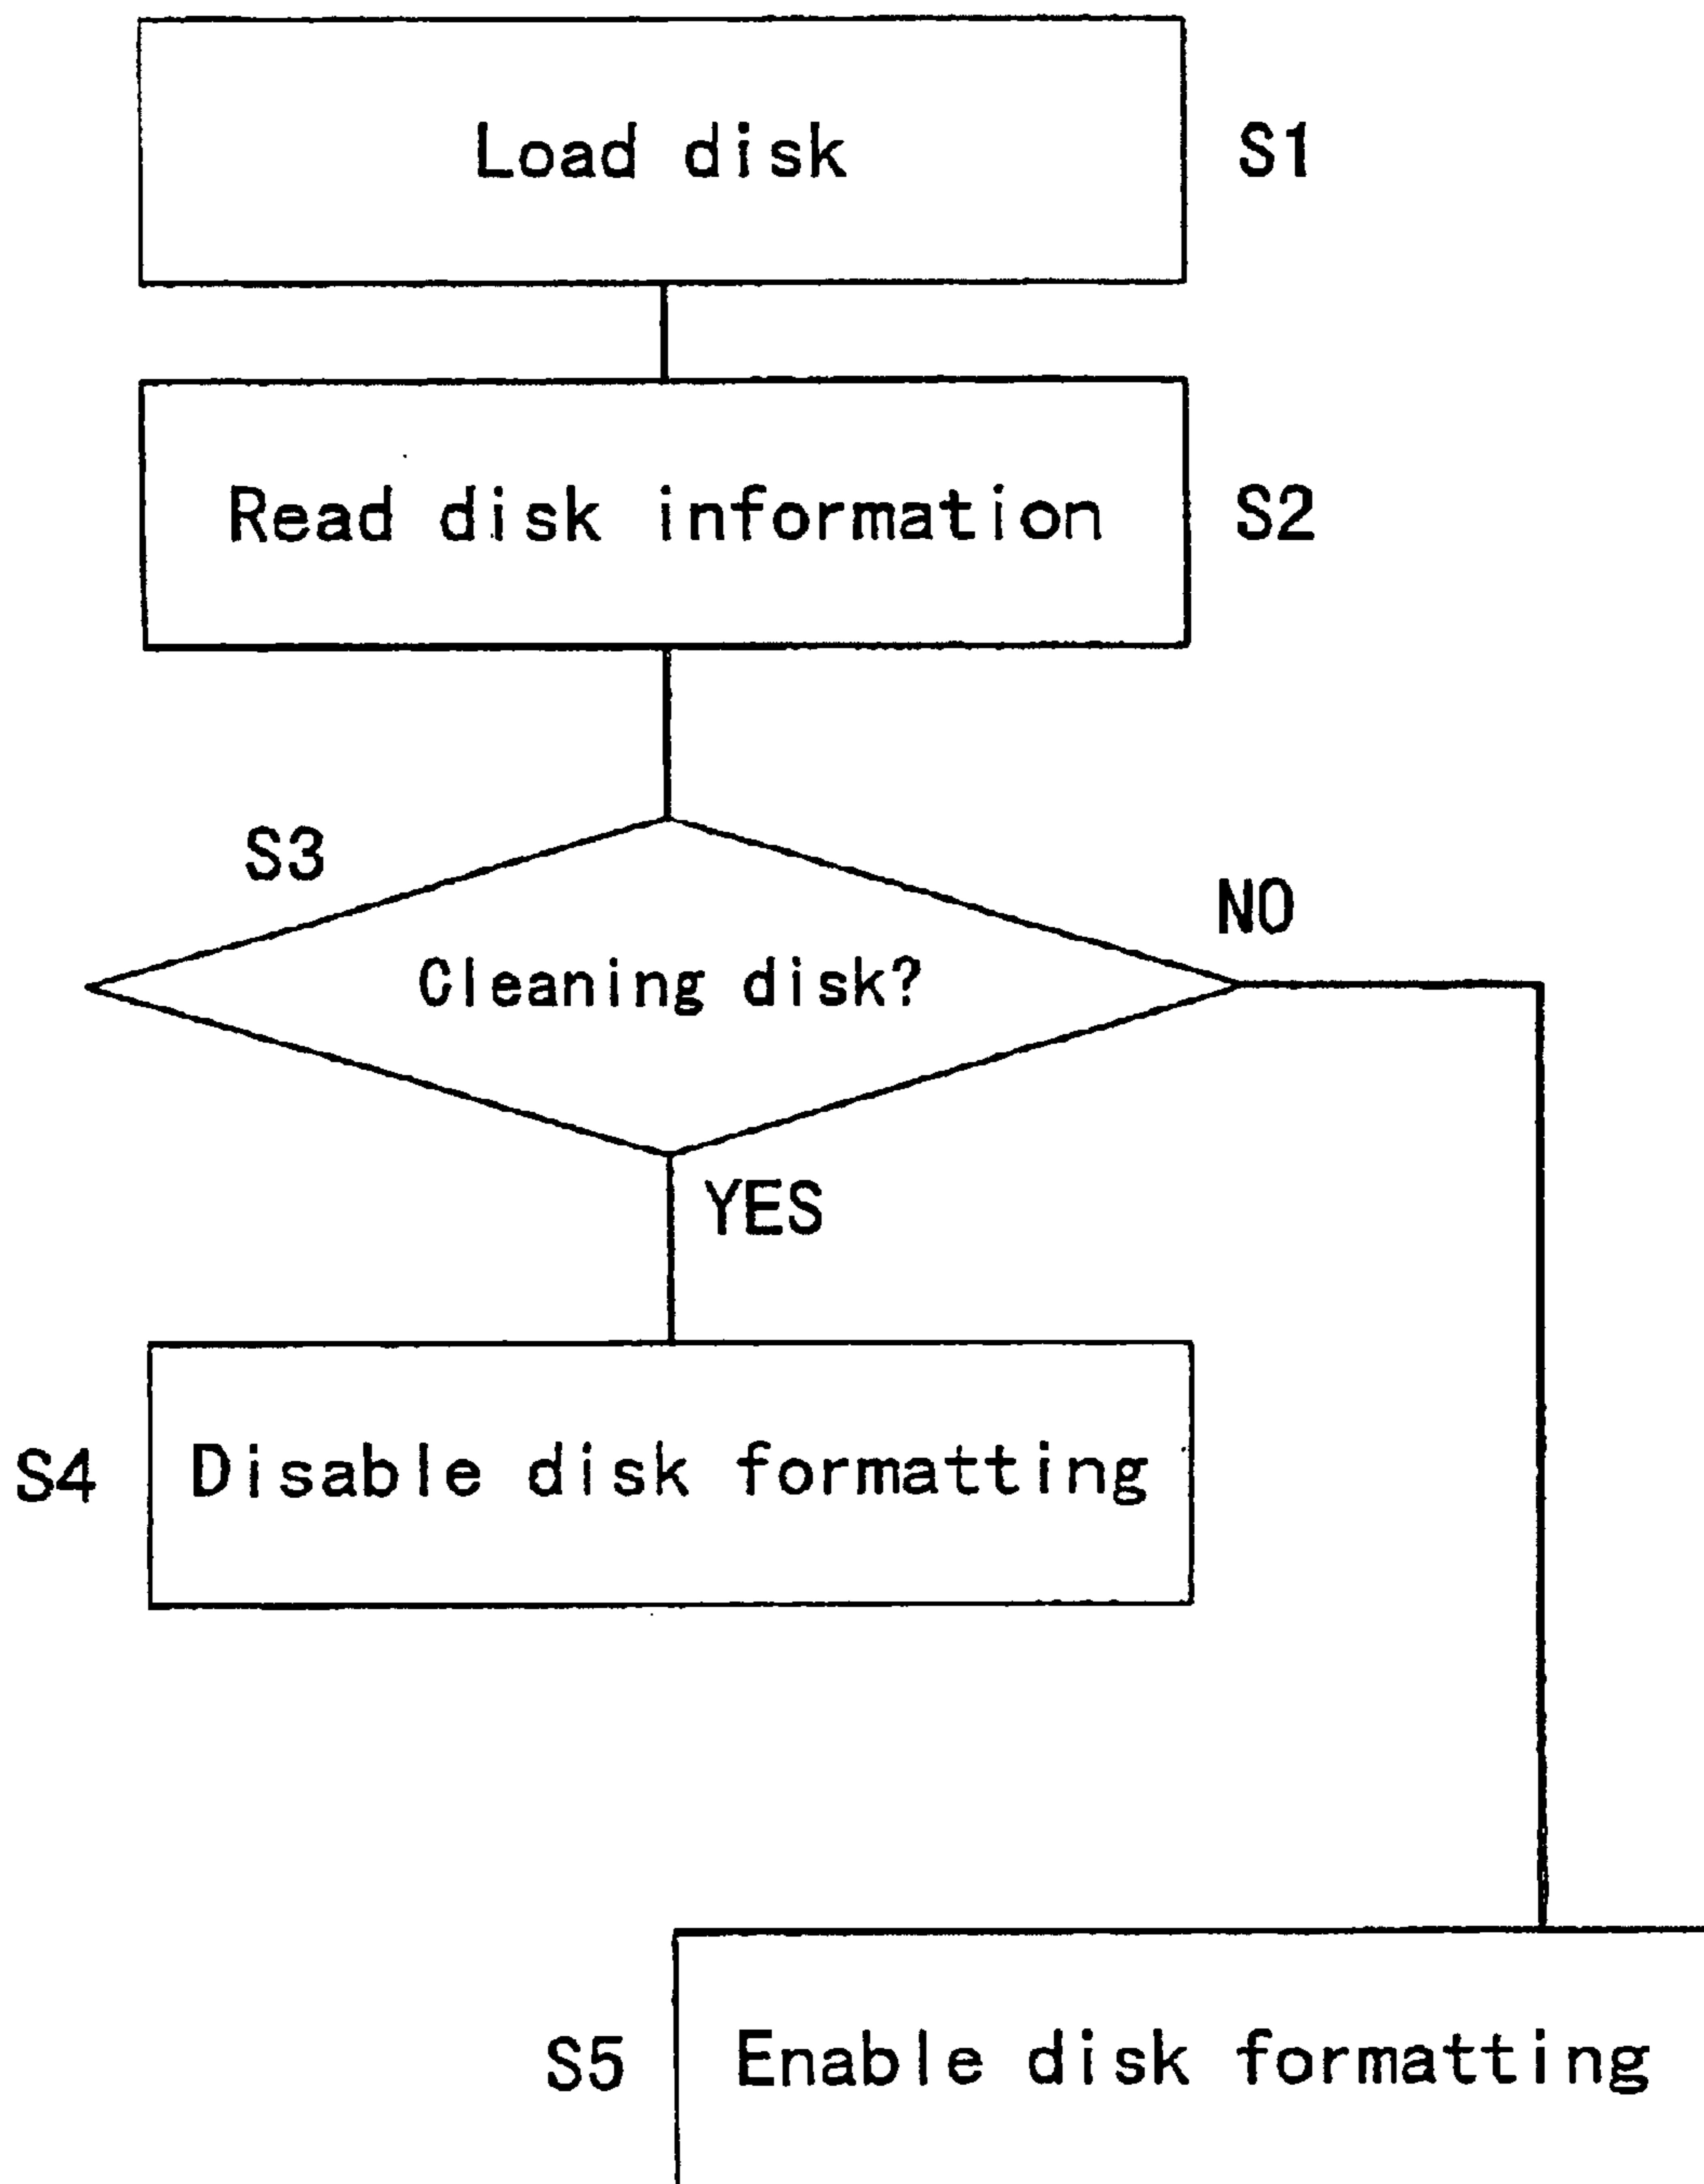 Load disk S1
Read disk information S2
S3
NO
Cleaning disk?
YES
S4 Disable disk formatting
S5 Enable disk formatting